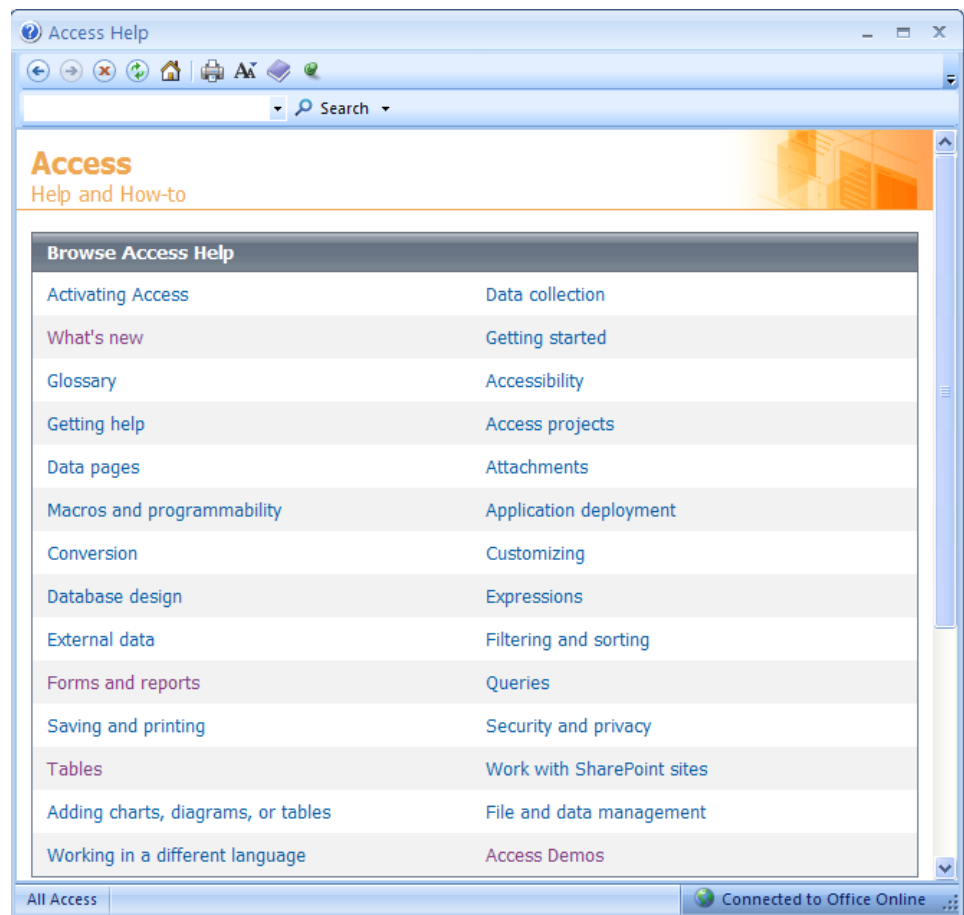 Access Help
Search
Access
Help and How-to
Browse Access Help
Activating Access Data collection
What's new Getting started
Glossary Accessibility
Getting help Access projects
Data pages Attachments
Macros and programmability Application deployment
Conversion Customizing
Database design Expressions
External data Filtering and sorting
Forms and reports Queries
Saving and printing Security and privacy
Tables Work with SharePoint sites
Adding charts, diagrams, or tables File and data management
Working in a different language Access Demos
All Access Connected to Office Online